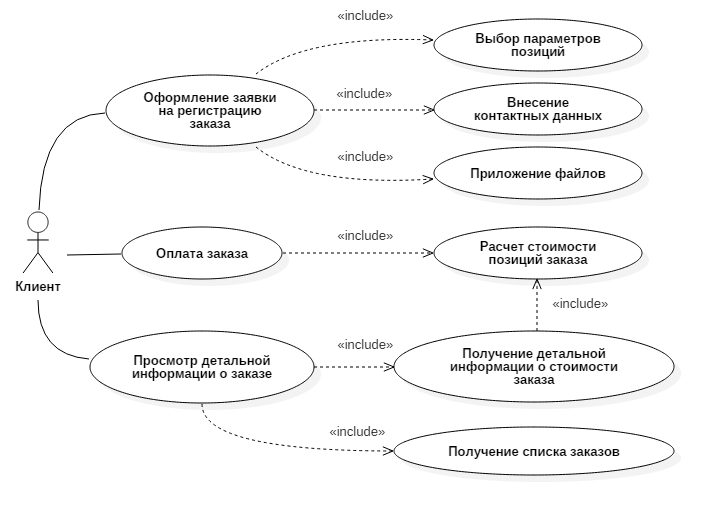 «include»
Выбор параметров
позиций
Оформление заявки
на регистрацию
заказа
«include»
Внесение
контактных данных
«include»
Приложение файлов
Клиент
Оплата заказа
«include»
Расчет стоимости
позиций заказа
«include»
Просмотр детальной
информации о заказе
«include»
Получение детальной
информации о стоимости
заказа
«include»
Получение списка заказов